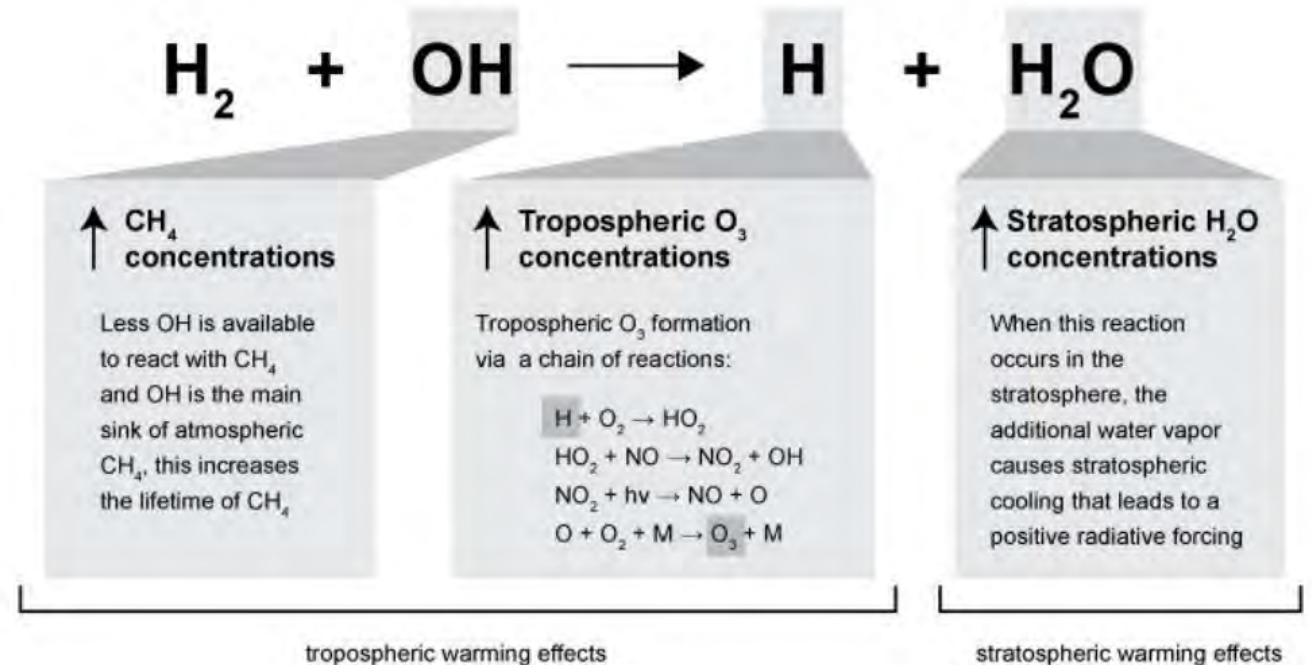 H₂ + OH → H + H₂O
↑ CH₄
concentrations
Less OH is available
to react with CH₄
and OH is the main
sink of atmospheric
CH₄, this increases
the lifetime of CH₄
↑ Tropospheric O₃
concentrations
Tropospheric O₃ formation
via a chain of reactions:
H + O₂ → HO₂
HO₂ + NO → NO₂ + OH
NO₂ + hv → NO + O
O + O₂ + M → O₃ + M
↑ Stratospheric H₂O
concentrations
When this reaction
occurs in the
stratosphere, the
additional water vapor
causes stratospheric
cooling that leads to a
positive radiative forcing
tropospheric warming effects
stratospheric warming effects